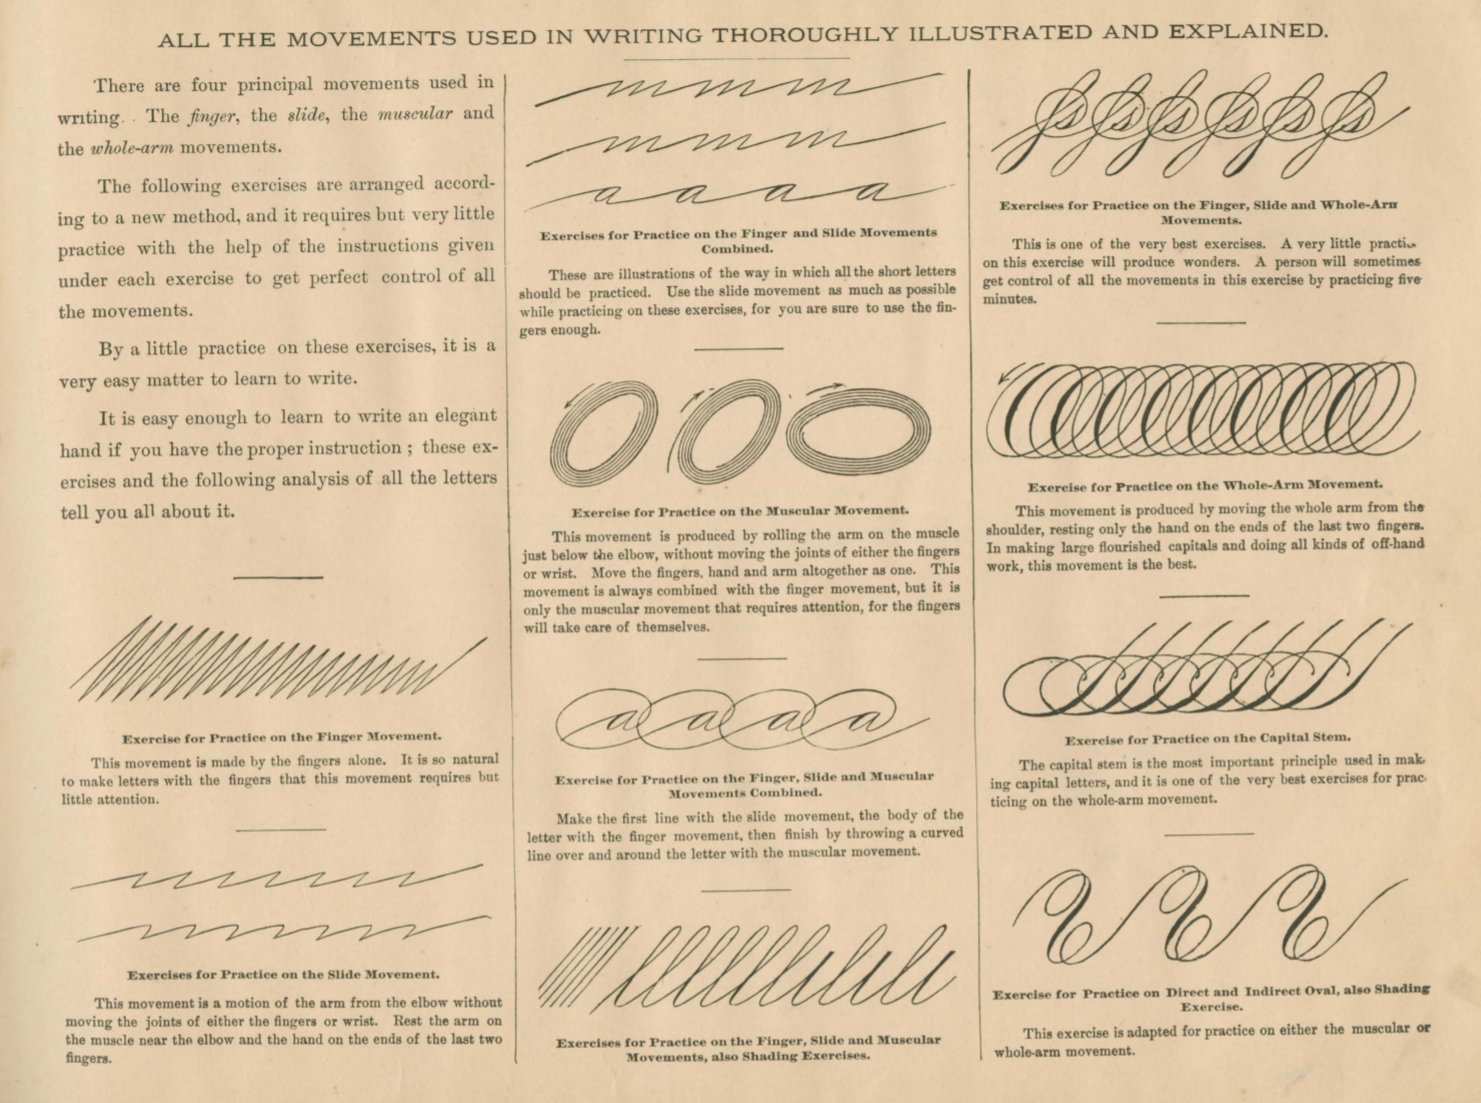 ALL THE MOVEMENTS USED IN WRITING THOROUGHLY ILLUSTRATED AND EXPLAINED.
There are four principal movements used in
writing. The finger, the slide, the muscular and
the whole-arm movements.
The following exercises are arranged accord-
ing to a new method, and it requires but very little
practice with the help of the instructions given
under each exercise to get perfect control of all
the movements.
By a little practice on these exercises, it is a
very easy matter to learn to write.
It is easy enough to learn to write an elegant
hand if you have the proper instruction ; these ex-
ercises and the following analysis of all the letters
tell you all about it.
Exercise for Practice on the Finger Movement.
This movement is made by the fingers alone. It is so natural
to make letters with the fingers that this movement requires but
little attention.
Exercises for Practice on the Slide Movement.
This movement is a motion of the arm from the elbow without
moving the joints of either the fingers or wrist. Rest the arm on
the muscle near the elbow and the hand on the ends of the last two
fingers.
m m m m
m m m m
a a a a
Exercises for Practice on the Finger and Slide Movements
Combined.
These are illustrations of the way in which all the short letters
should be practiced. Use the slide movement as much as possible
while practicing on these exercises, for you are sure to use the fin-
gers enough.
Exercise for Practice on the Muscular Movement.
This movement is produced by rolling the arm on the muscle
just below the elbow, without moving the joints of either the fingers
or wrist. Move the fingers, hand and arm altogether as one. This
movement is always combined with the finger movement, but it is
only the muscular movement that requires attention, for the fingers
will take care of themselves.
a a a a
Exercise for Practice on the Finger, Slide and Muscular
Movements Combined.
Make the first line with the slide movement, the body of the
letter with the finger movement, then finish by throwing a curved
line over and around the letter with the muscular movement.
Exercises for Practice on the Finger, Slide and Muscular
Movements, also Shading Exercises.
Exercises for Practice on the Finger, Slide and Whole-Arm
Movements.
This is one of the very best exercises. A very little practi
on this exercise will produce wonders. A person will sometimes
get control of all the movements in this exercise by practicing five
minutes.
Exercise for Practice on the Whole-Arm Movement.
This movement is produced by moving the whole arm from the
shoulder, resting only the hand on the ends of the last two fingers.
In making large flourished capitals and doing all kinds of off-hand
work, this movement is the best.
Exercise for Practice on the Capital Stem.
The capital stem is the most important principle used in mak
ing capital letters, and it is one of the very best exercises for prac
ticing on the whole-arm movement.
Exercise for Practice on Direct and Indirect Oval, also Shading
Exercise.
This exercise is adapted for practice on either the muscular or
whole-arm movement.